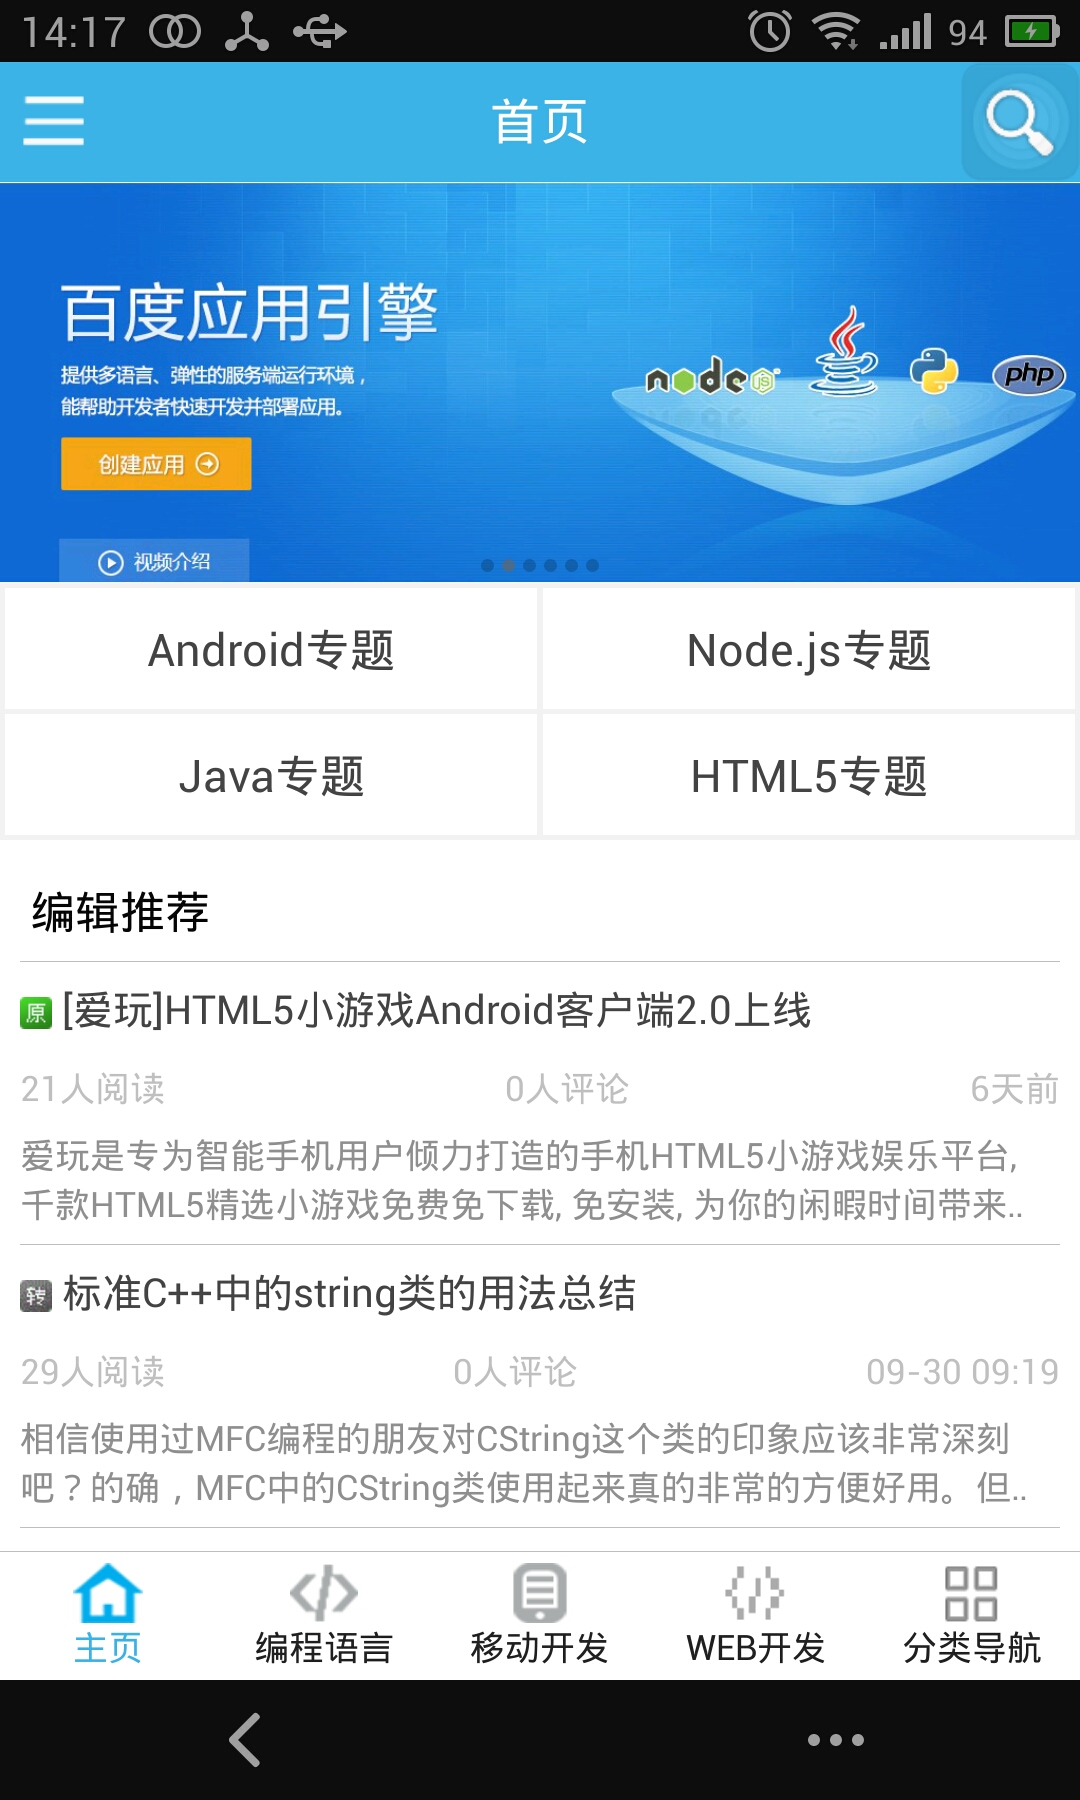 14:17
94
首页
百度应用引擎
提供多语言、弹性的服务端运行环境，
能帮助开发者快速开发并部署应用。
创建应用
视频介绍
node
JS
php
Android专题
Node.js专题
Java专题
HTML5专题
编辑推荐
原 [爱玩]HTML5小游戏Android客户端2.0上线
21人阅读 0人评论 6天前
爱玩是专为智能手机用户倾力打造的手机HTML5小游戏娱乐平台,
千款HTML5精选小游戏免费免下载, 免安装, 为你的闲暇时间带来..
转 标准C++中的string类的用法总结
29人阅读 0人评论 09-30 09:19
相信使用过MFC编程的朋友对CString这个类的印象应该非常深刻
吧？的确，MFC中的CString类使用起来真的非常的方便好用。但..
主页
编程语言
移动开发
WEB开发
分类导航